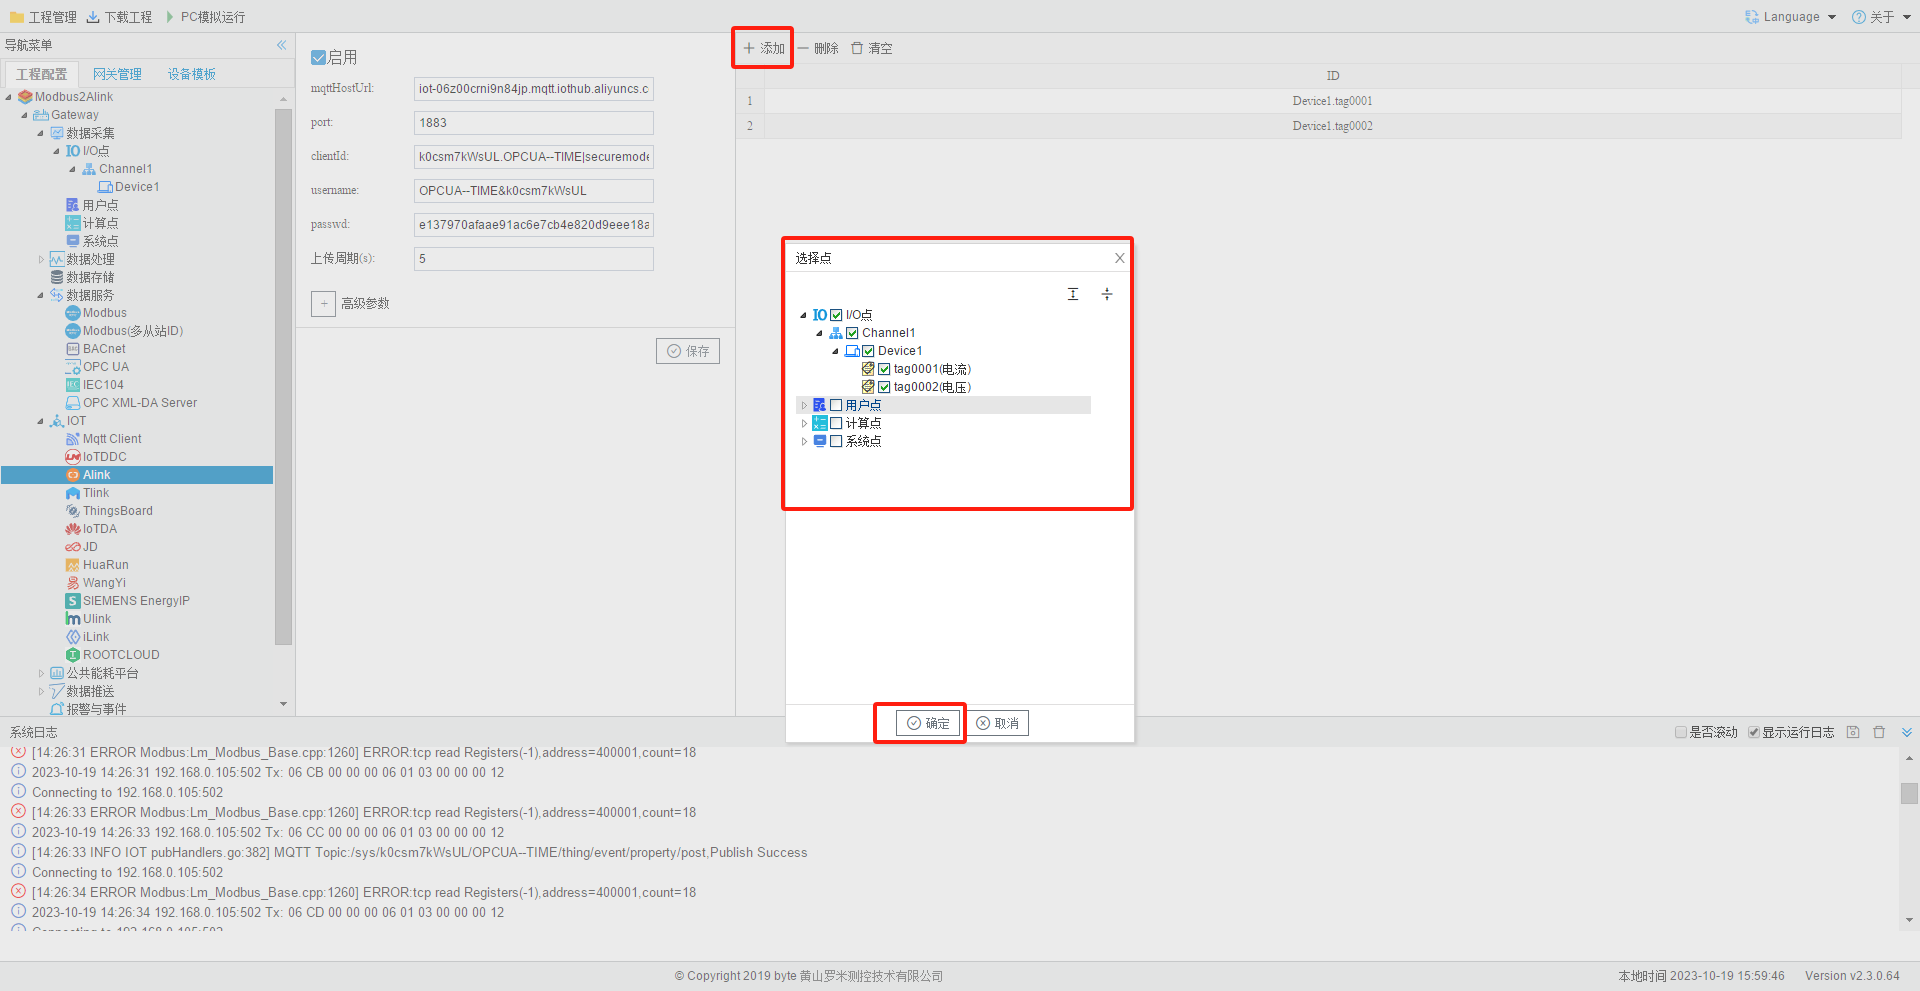 工程管理 下载工程 PC模拟运行 Language 关于
导航菜单
工程配置 网关管理 设备模板
Modbus2Alink
Gateway
数据采集
I/O点
Channel1
Device1
用户点
计算点
系统点
数据处理
数据存储
数据服务
Modbus
Modbus(多从站ID)
BACnet
OPC UA
IEC104
OPC XML-DA Server
IOT
Mqtt Client
IoTDDC
Alink
Tlink
ThingsBoard
IoTDA
JD
HuaRun
WangYi
SIEMENS EnergyIP
Ulink
iLink
ROOTCLOUD
公共能耗平台
数据推送
报警与事件
启用
mqttHostUrl: iot-06z00crni9n84jp.mqtt.iothub.aliyuncs.c
port: 1883
clientId: k0csm7kWsUL.OPCUA--TIME|securemode
username: OPCUA--TIME&k0csm7kWsUL
passwd: e137970afaae91ac6e7cb4e820d9eee18a
上传周期(s): 5
+ 高级参数
保存
添加 删除 清空
ID
1 Device1.tag0001
2 Device1.tag0002
选择点
I/O点
Channel1
Device1
tag0001(电流)
tag0002(电压)
用户点
计算点
系统点
确定 取消
系统日志 是否滚动 显示运行日志
[14:26:31 ERROR Modbus:Lm_Modbus_Base.cpp:1260] ERROR:tcp read Registers(-1),address=400001,count=18
2023-10-19 14:26:31 192.168.0.105:502 Tx: 06 CB 00 00 00 06 01 03 00 00 00 12
Connecting to 192.168.0.105:502
[14:26:33 ERROR Modbus:Lm_Modbus_Base.cpp:1260] ERROR:tcp read Registers(-1),address=400001,count=18
2023-10-19 14:26:33 192.168.0.105:502 Tx: 06 CC 00 00 00 06 01 03 00 00 00 12
[14:26:33 INFO IOT pubHandlers.go:382] MQTT Topic:/sys/k0csm7kWsUL/OPCUA--TIME/thing/event/property/post,Publish Success
Connecting to 192.168.0.105:502
[14:26:34 ERROR Modbus:Lm_Modbus_Base.cpp:1260] ERROR:tcp read Registers(-1),address=400001,count=18
2023-10-19 14:26:34 192.168.0.105:502 Tx: 06 CD 00 00 00 06 01 03 00 00 00 12
Connecting to 192.168.0.105:502
© Copyright 2019 byte 黄山罗米测控技术有限公司 本地时间 2023-10-19 15:59:46 Version v2.3.0.64